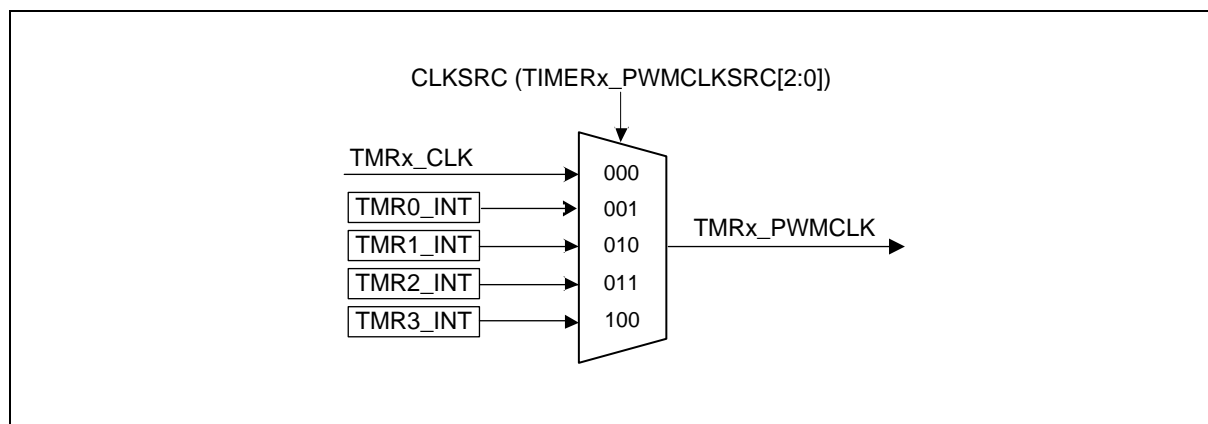 CLKSRC (TIMERx_PWMCLKSRC[2:0])
TMRx_CLK
000
TMR0_INT
001
TMRx_PWMCLK
TMR1_INT
010
TMR2_INT
011
TMR3_INT
100